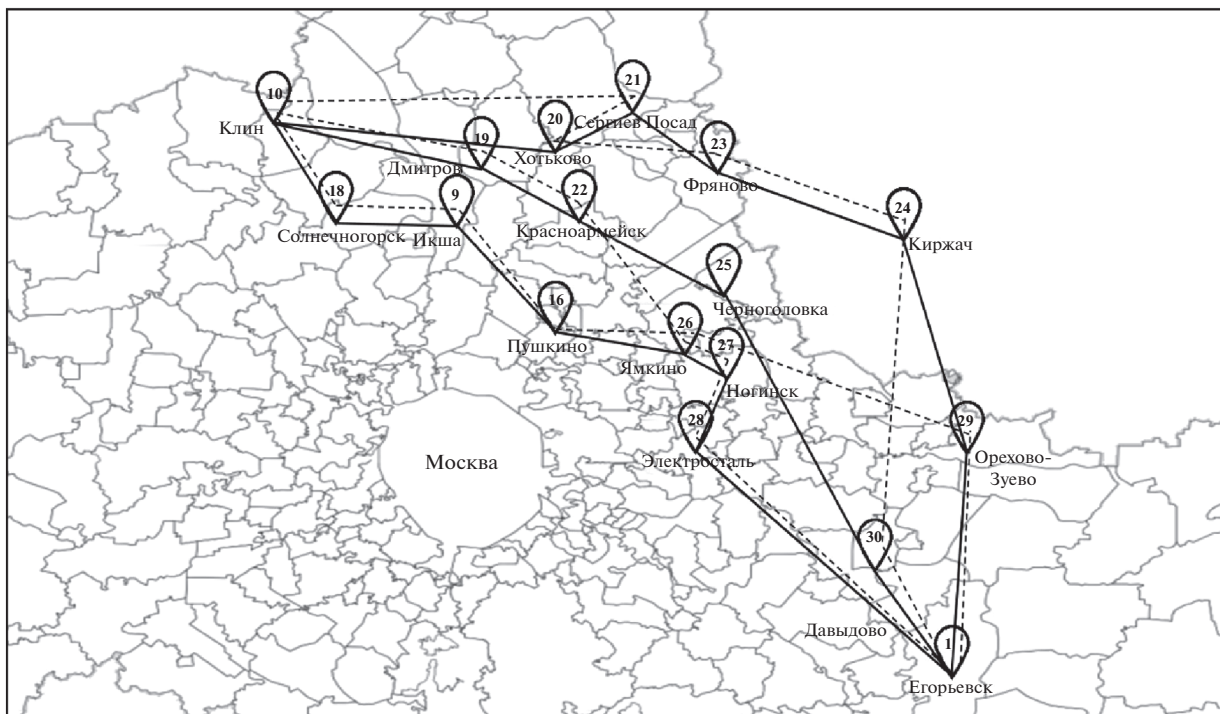 21
10
Сергиев Посад
Клин
20
19
23
Хотьково
Дмитров
Фряново
18
9
22
24
Солнечногорск
Икша
Красноармейск
Киржач
25
16
Черноголовка
26
27
Пушкино
Ямкино
Ногинск
28
29
Москва
Электросталь
Орехово-
Зуево
30
Давыдово
1
Егорьевск